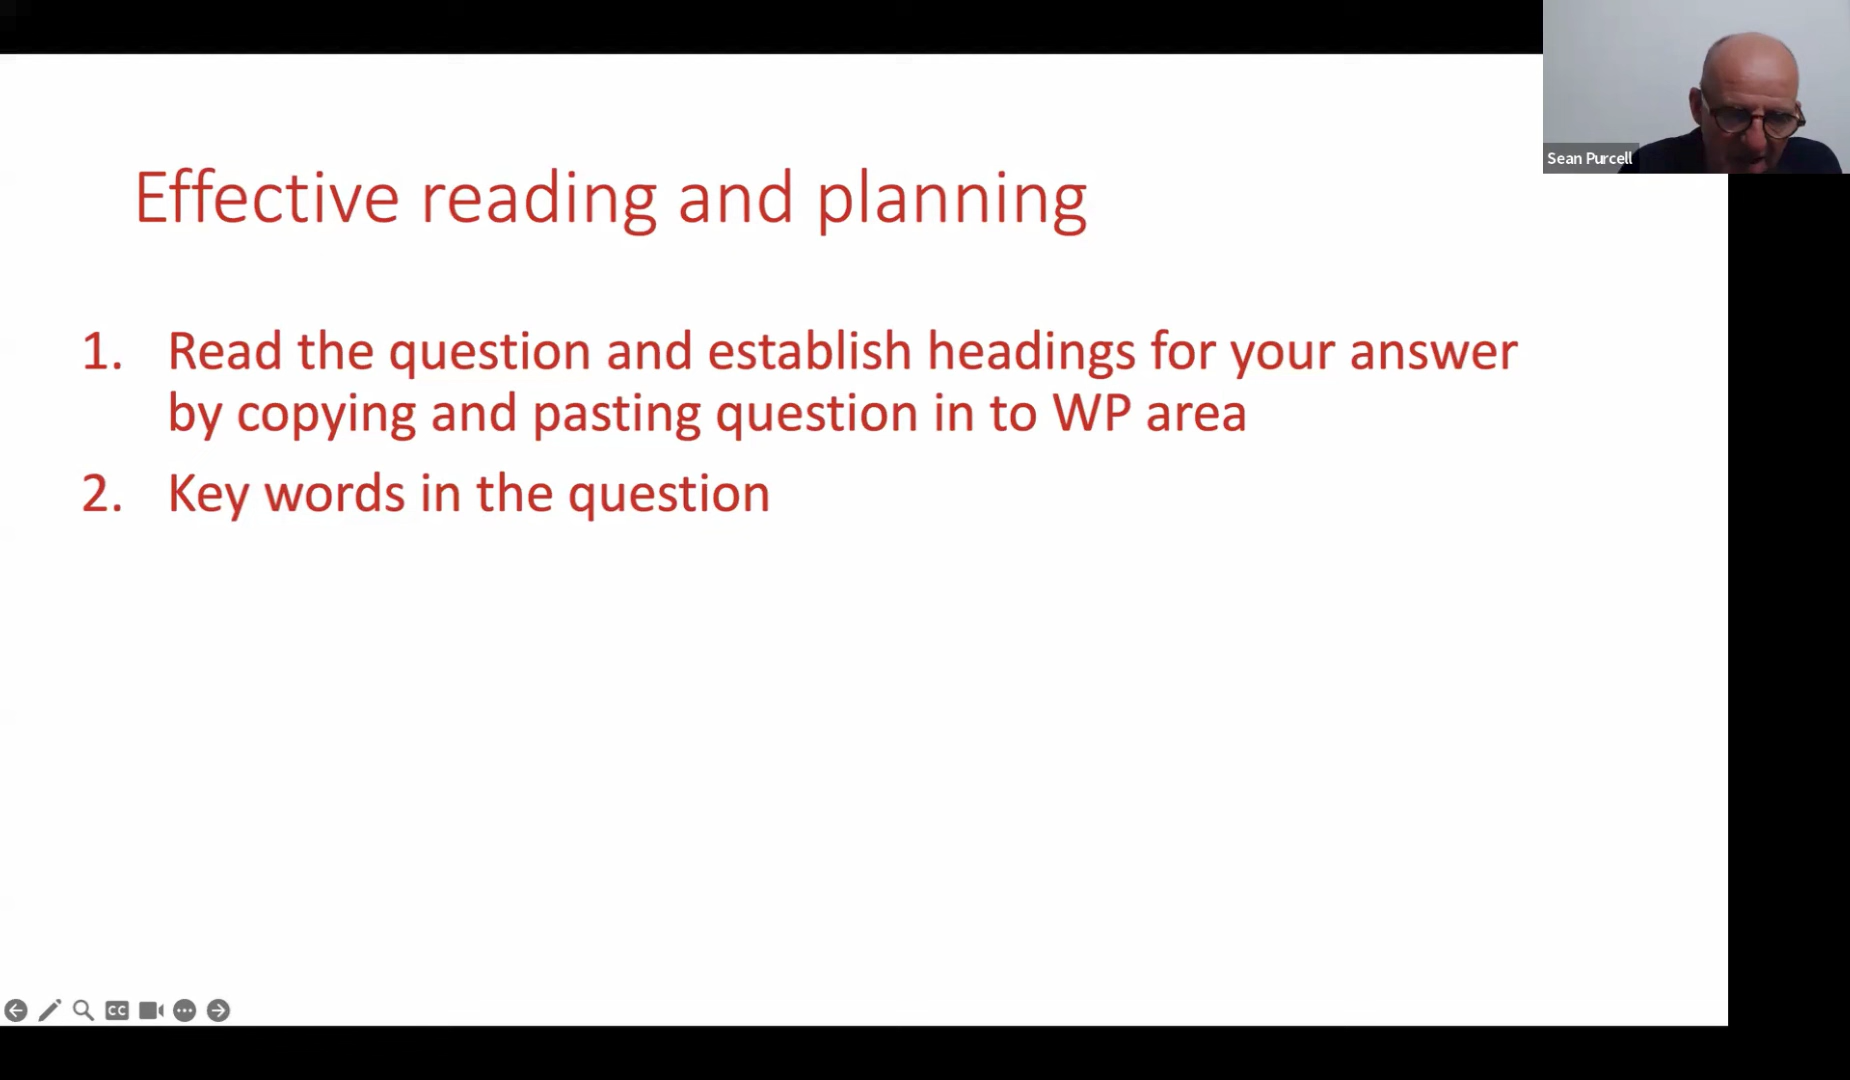 Sean Purcell
Effective reading and planning
1. Read the question and establish headings for your answer
by copying and pasting question in to WP area
2. Key words in the question
CC